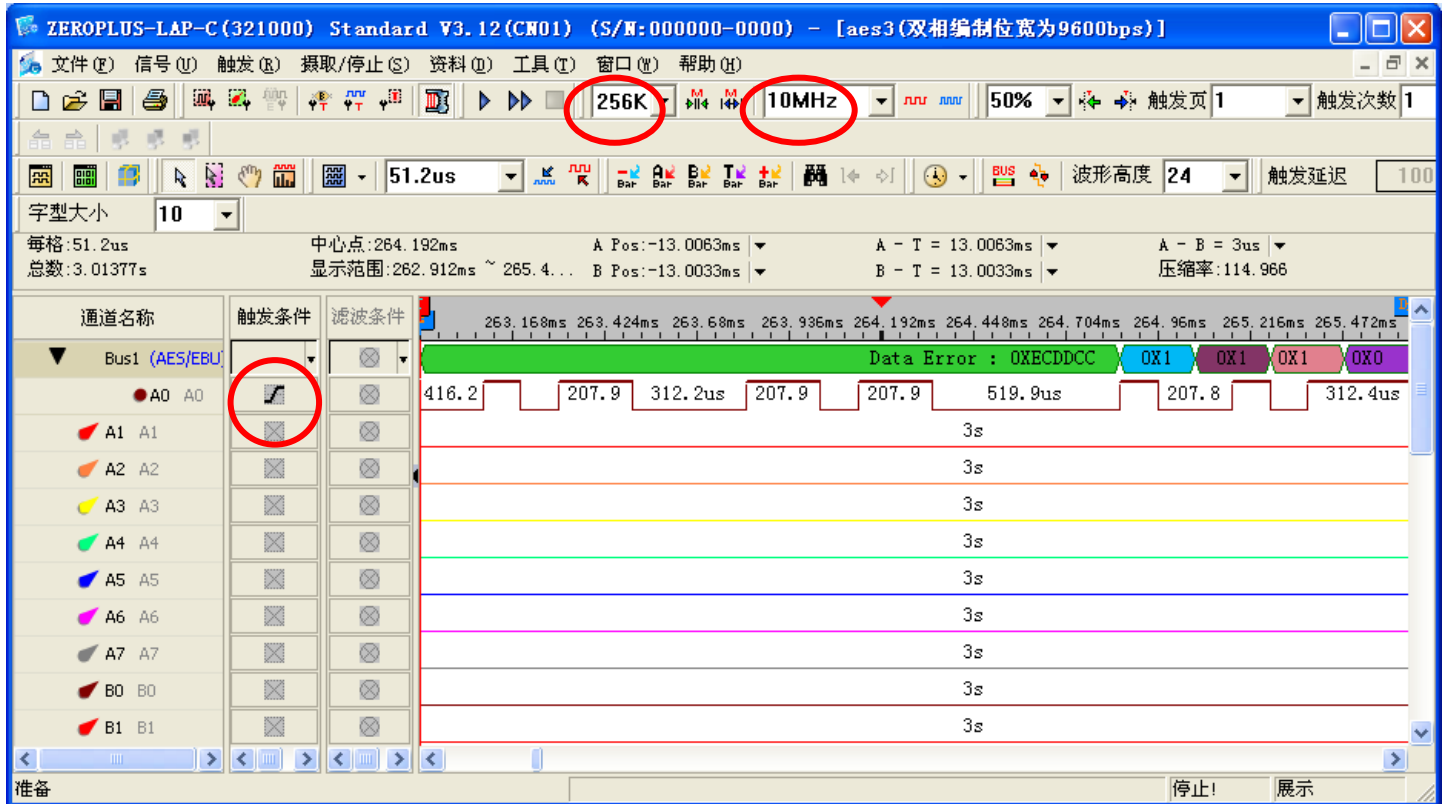 ZEROPLUS-LAP-C(321000) Standard V3.12(CN01) (S/N:000000-0000) - [aes3(双相编制位宽为9600bps)]
文件(F) 信号(U) 触发(R) 摄取/停止(S) 资料(D) 工具(T) 窗口(W) 帮助(H)
256K 10MHz 50% 触发页 1 触发次数 1
51.2us Bar Bar Bar Bar Bar BUS 波形高度 24 触发延迟 100
字型大小 10
每格:51.2us 中心点:264.192ms A Pos:-13.0063ms A - T = 13.0063ms A - B = 3us
总数:3.01377s 显示范围:262.912ms ~ 265.4... B Pos:-13.0033ms B - T = 13.0033ms 压缩率:114.966
通道名称 触发条件 滤波条件 263.168ms 263.424ms 263.68ms 263.936ms 264.192ms 264.448ms 264.704ms 264.96ms 265.216ms 265.472ms
Bus1 (AES/EBU) Data Error : 0XECDDCC 0X1 0X1 0X1 0X0
A0 A0 416.2 207.9 312.2us 207.9 207.9 519.9us 207.8 312.4us
A1 A1 3s
A2 A2 3s
A3 A3 3s
A4 A4 3s
A5 A5 3s
A6 A6 3s
A7 A7 3s
B0 B0 3s
B1 B1 3s
准备 停止! 展示